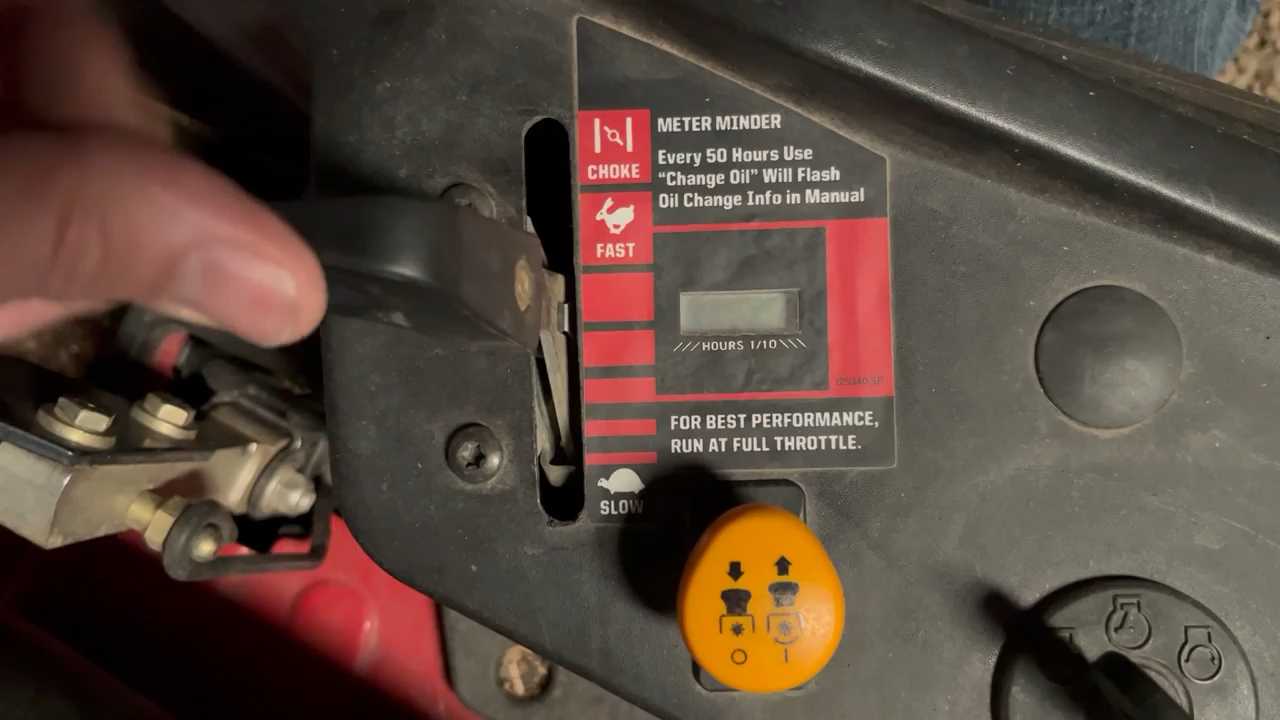 CHOKE
FAST
SLOW
METER MINDER
Every 50 Hours Use
“Change Oil” Will Flash
Oil Change Info in Manual
HOURS 1/10
FOR BEST PERFORMANCE,
RUN AT FULL THROTTLE.